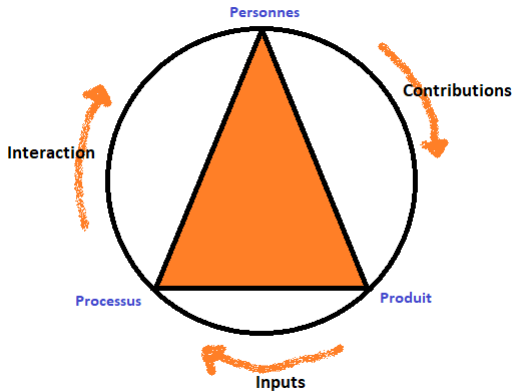 Personnes
Contributions
Interaction
Processus
Produit
Inputs